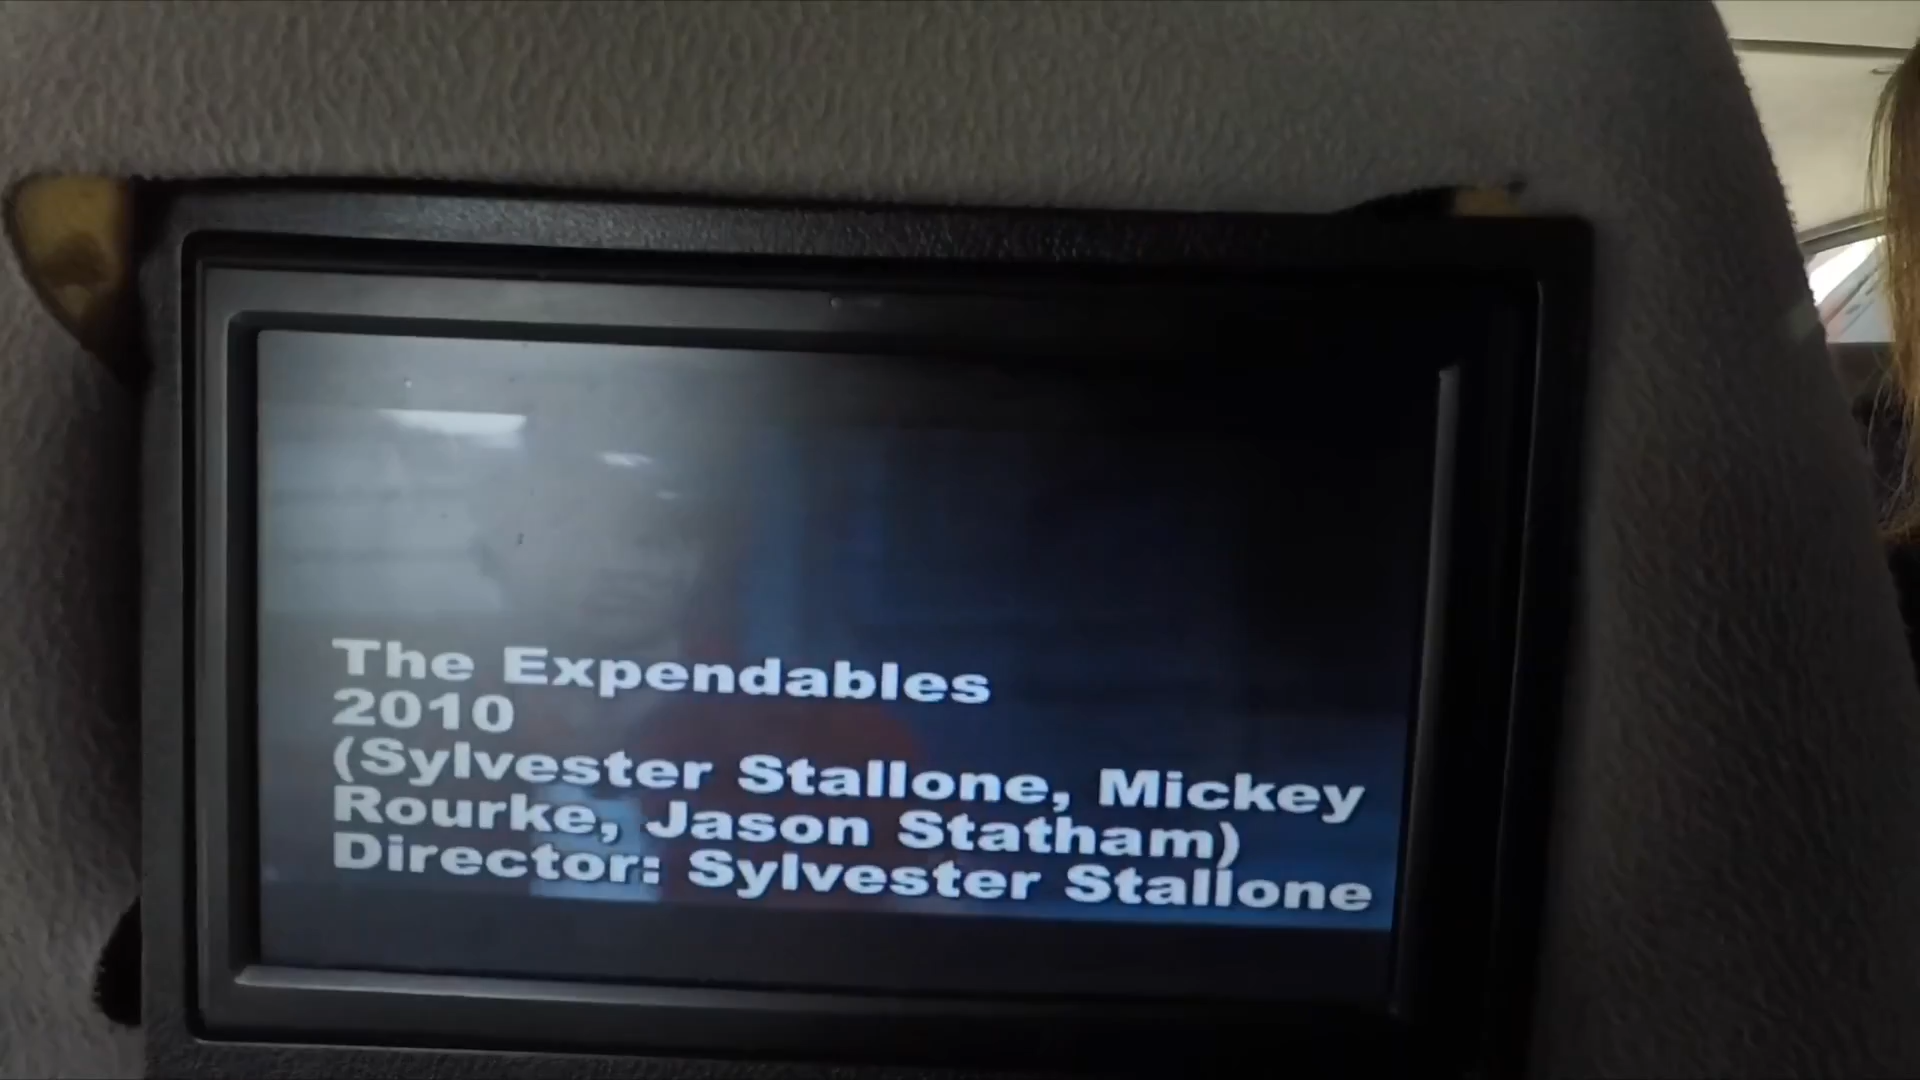 The Expendables
2010
(Sylvester Stallone, Mickey
Rourke, Jason Statham)
Director: Sylvester Stallone